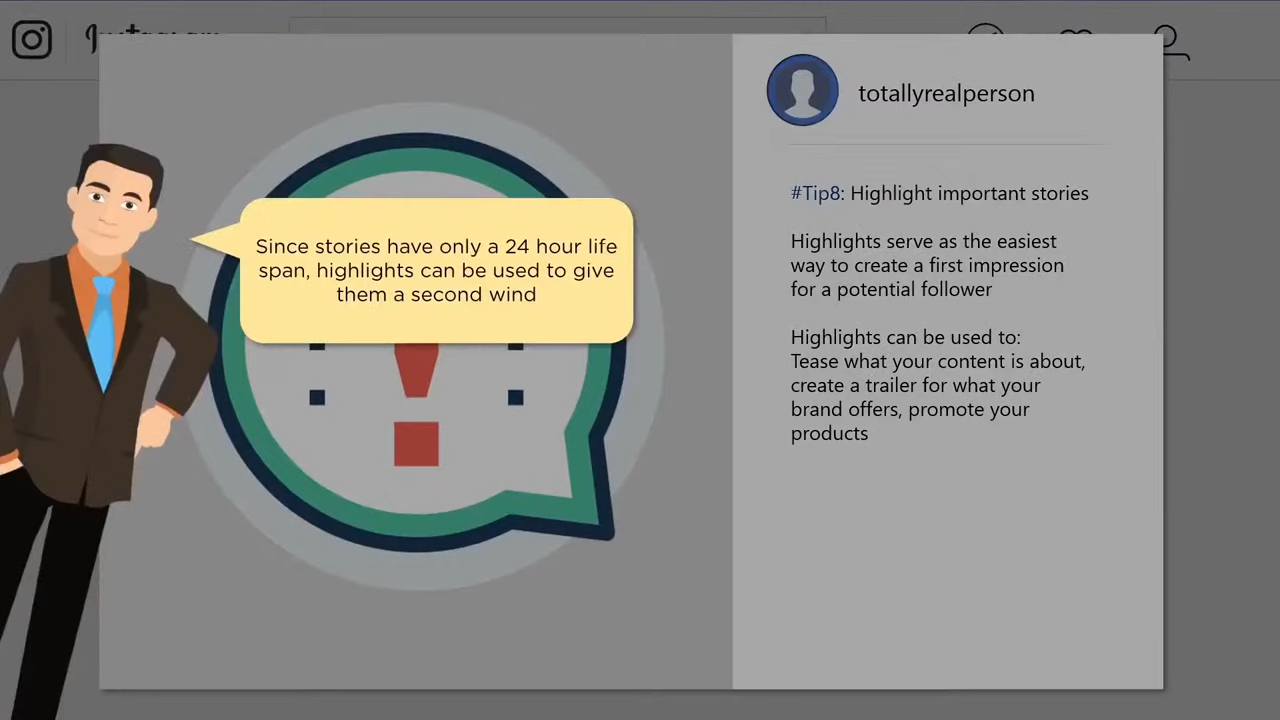 Instagram
totallyrealperson
#Tip8: Highlight important stories
Since stories have only a 24 hour life
span, highlights can be used to give
them a second wind
Highlights serve as the easiest
way to create a first impression
for a potential follower
Highlights can be used to:
Tease what your content is about,
create a trailer for what your
brand offers, promote your
products